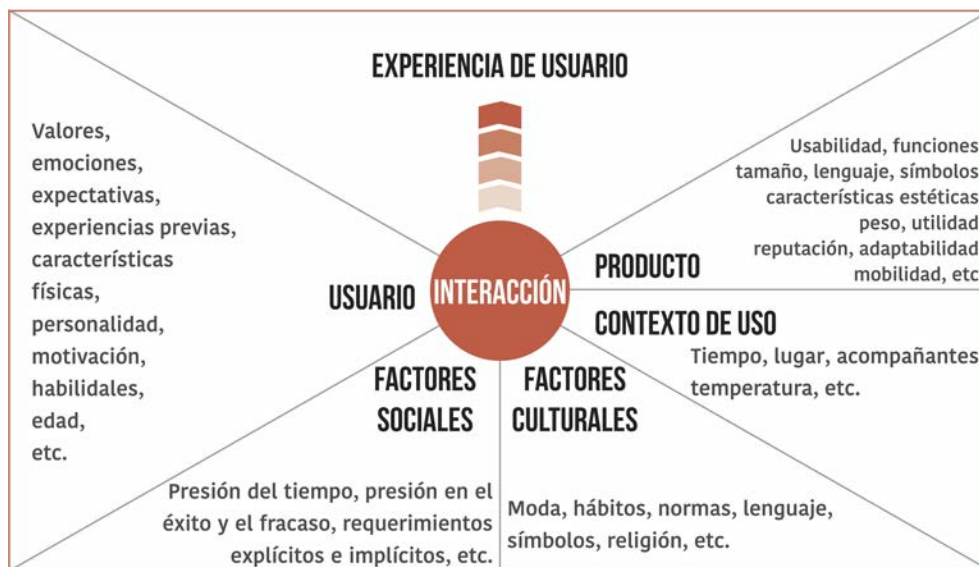 EXPERIENCIA DE USUARIO
Valores,
emociones,
expectativas,
experiencias previas,
características
físicas,
personalidad,
motivación,
habilidales,
edad,
etc.
USUARIO
INTERACCIÓN
Usabilidad, funciones
tamaño, lenguaje, símbolos
características estéticas
peso, utilidad
reputación, adaptabilidad
mobilidad, etc
PRODUCTO
CONTEXTO DE USO
Tiempo, lugar, acompañantes
temperatura, etc.
FACTORES
SOCIALES
Presión del tiempo, presión en el
éxito y el fracaso, requerimientos
explícitos e implícitos, etc.
FACTORES
CULTURALES
Moda, hábitos, normas, lenguaje,
símbolos, religión, etc.